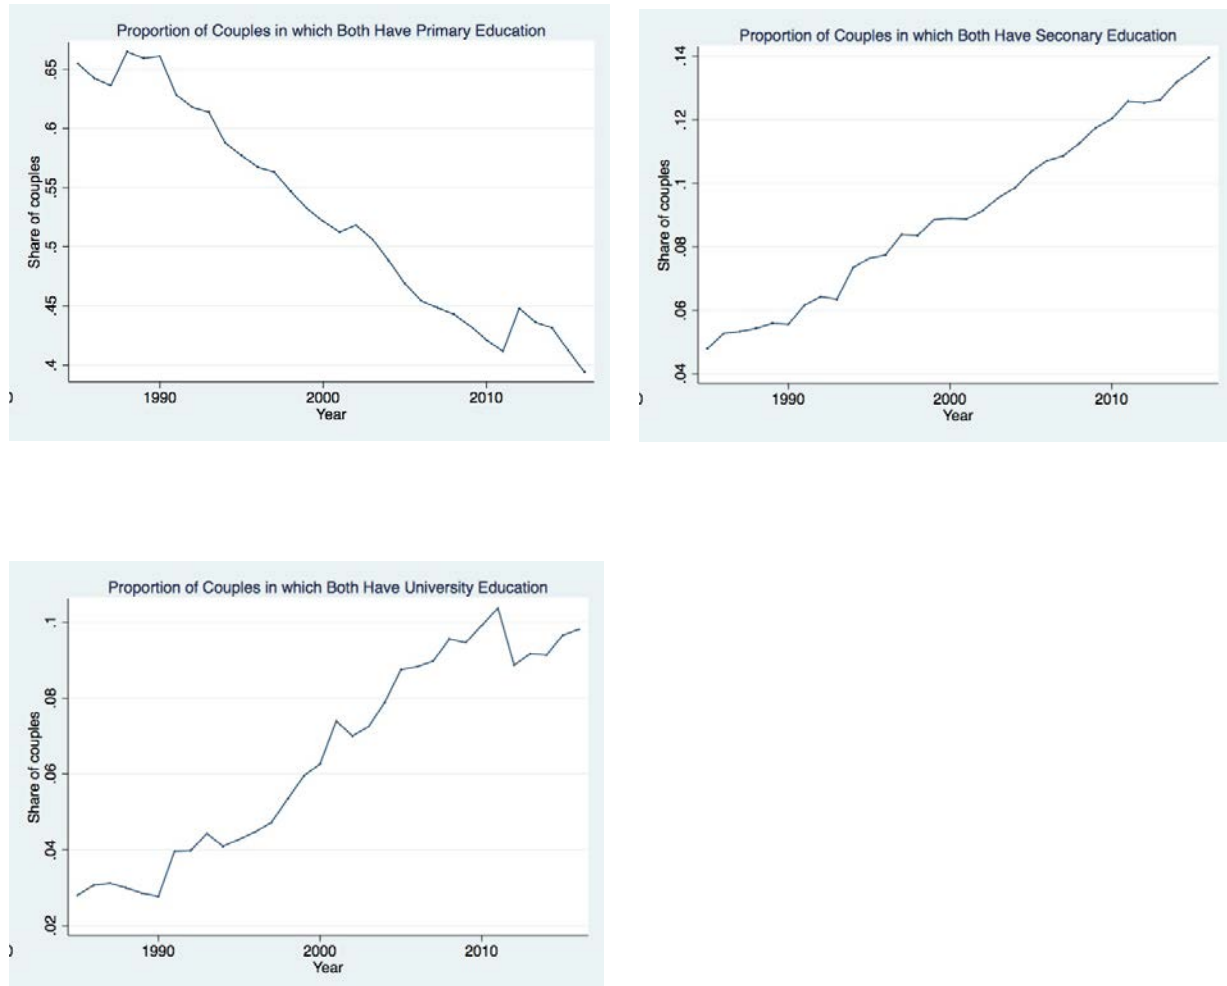 Proportion of Couples in which Both Have Primary Education
Share of couples
.65
.6
.55
.5
.45
.4
1990
2000
2010
Year
Proportion of Couples in which Both Have Seconary Education
Share of couples
.14
.12
.1
.08
.06
.04
1990
2000
2010
Year
Proportion of Couples in which Both Have University Education
Share of couples
.1
.08
.06
.04
.02
1990
2000
2010
Year